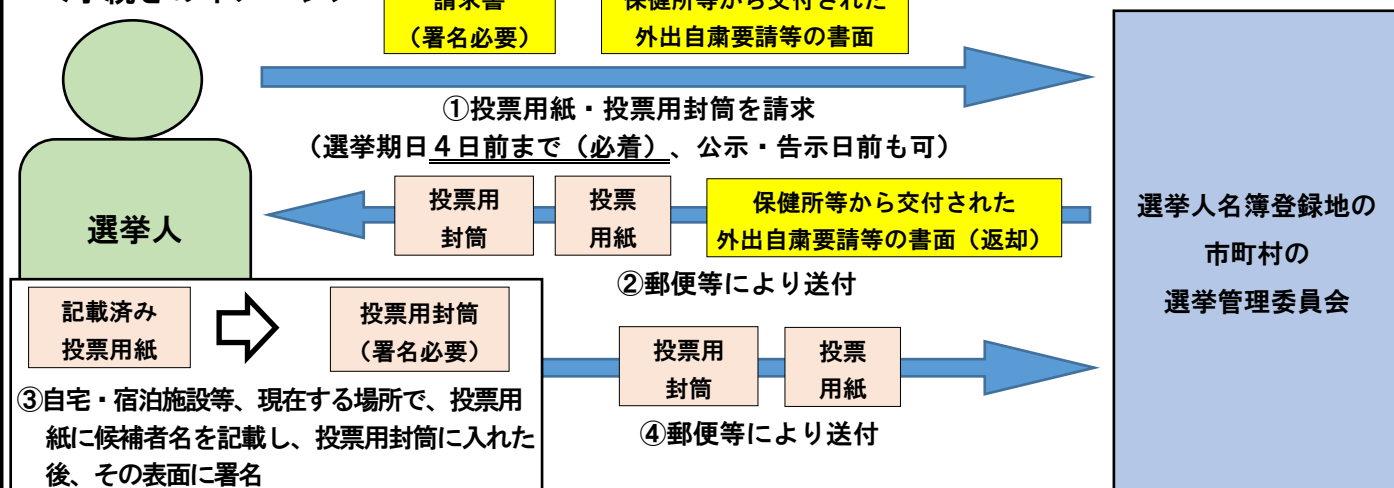 請求書
（署名必要）
保健所等から交付された
外出自粛要請等の書面
①投票用紙・投票用封筒を請求
（選挙期日４日前まで（必着）、公示・告示日前も可）
選挙人
投票用
封筒
投票
用紙
保健所等から交付された
外出自粛要請等の書面（返却）
②郵便等により送付
選挙人名簿登録地の
市町村の
選挙管理委員会
記載済み
投票用紙
投票用封筒
（署名必要）
③自宅・宿泊施設等、現在する場所で、投票用
紙に候補者名を記載し、投票用封筒に入れた
後、その表面に署名
投票用
封筒
投票
用紙
④郵便等により送付